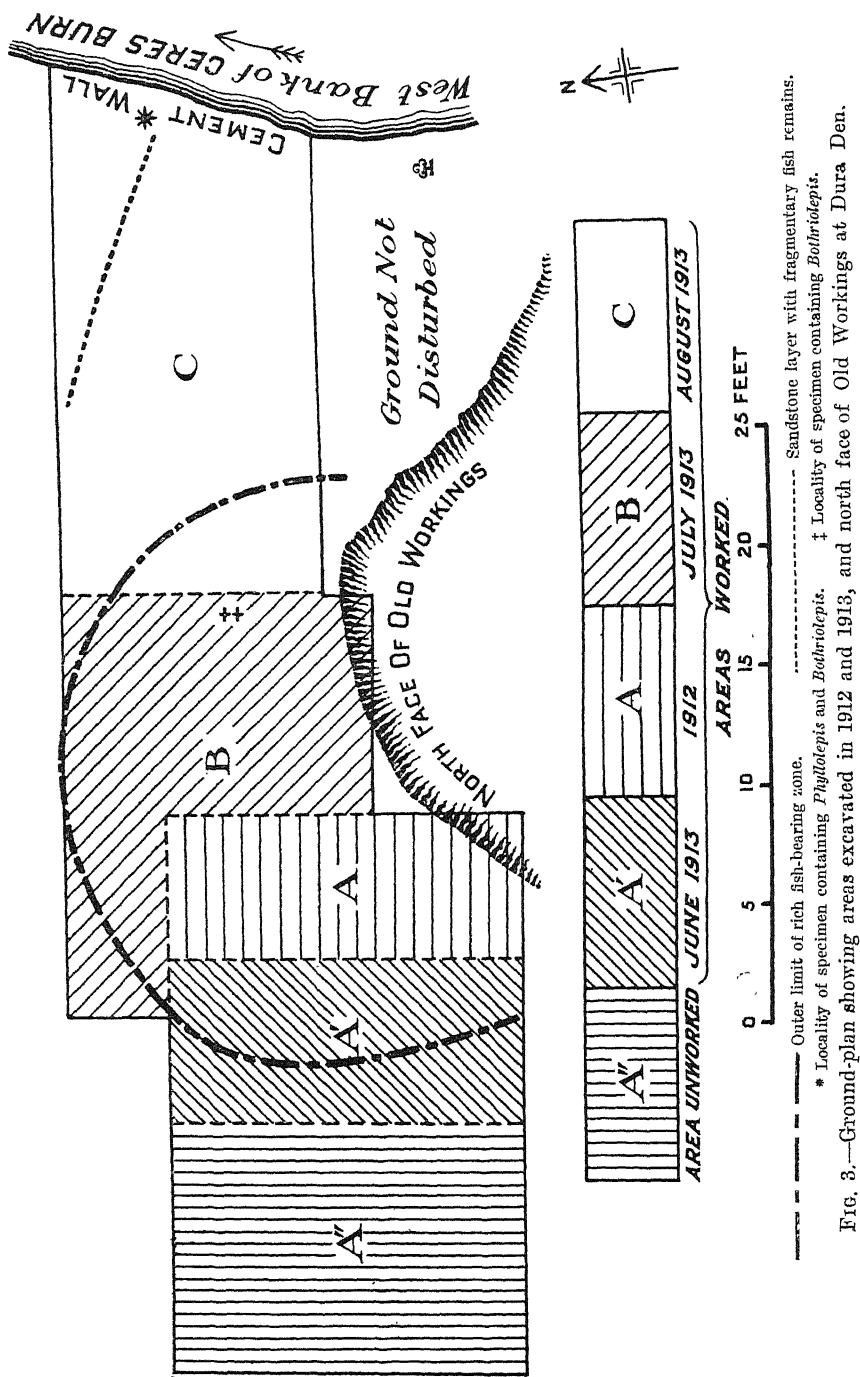 West Bank of CERES BURN
CEMENT WALL
*
C
Ground Not
Disturbed
N
B
‡
NORTH FACE OF OLD WORKINGS
A
A'
A"
A" A' A B C
AREA UNWORKED JUNE 1913 1912 JULY 1913 AUGUST 1913
AREAS WORKED.
0 5 10 15 20 25 FEET
Outer limit of rich fish-bearing zone. Sandstone layer with fragmentary fish remains.
* Locality of specimen containing Phyllolepis and Bothriolepis. ‡ Locality of specimen containing Bothriolepis.
FIG. 3.—Ground-plan showing areas excavated in 1912 and 1913, and north face of Old Workings at Dura Den.